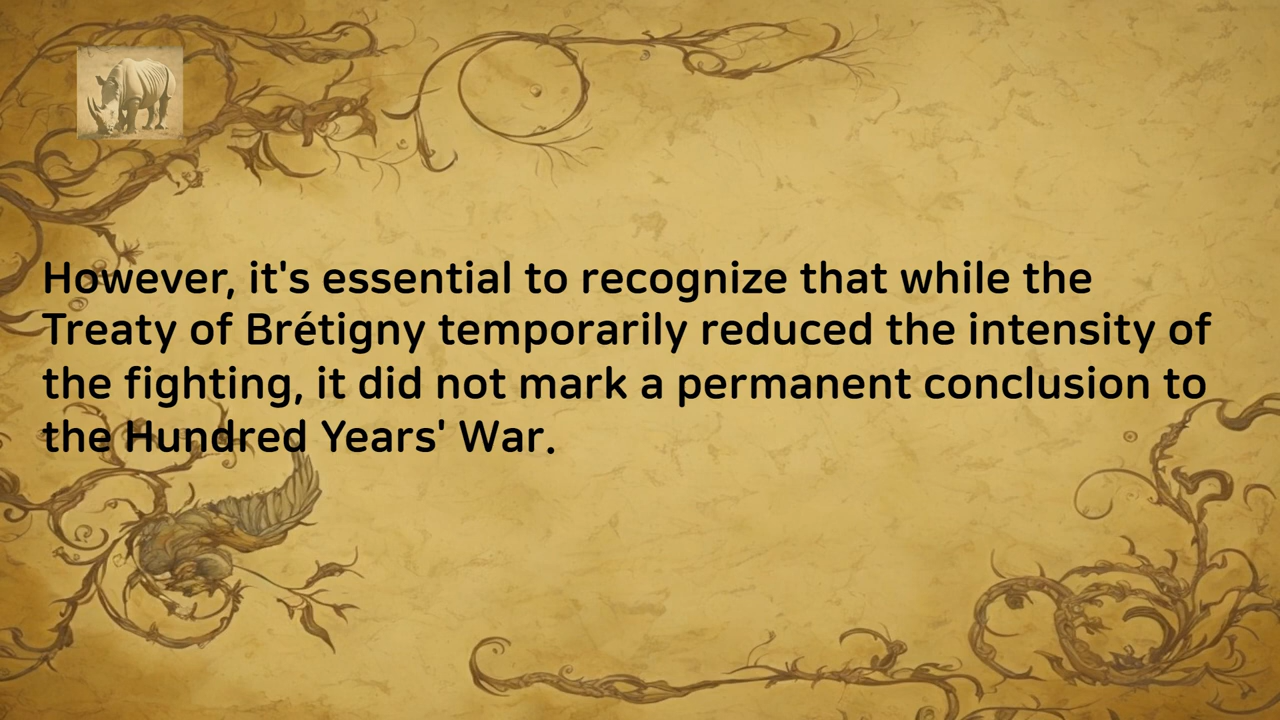 However, it's essential to recognize that while the
Treaty of Brétigny temporarily reduced the intensity of
the fighting, it did not mark a permanent conclusion to
the Hundred Years' War.